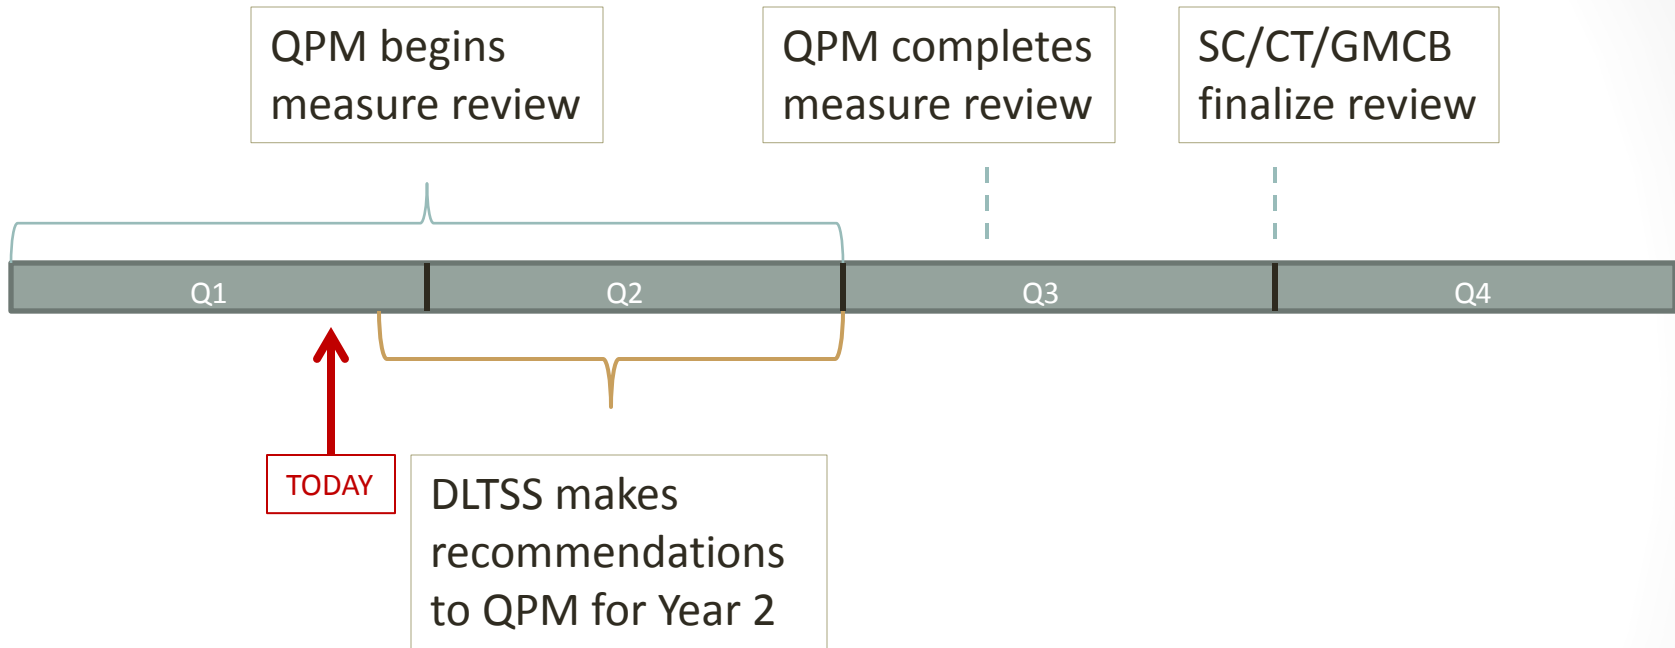 QPM begins
measure review
QPM completes
measure review
SC/CT/GMCB
finalize review
Q1
Q2
Q3
Q4
TODAY
DLTSS makes
recommendations
to QPM for Year 2